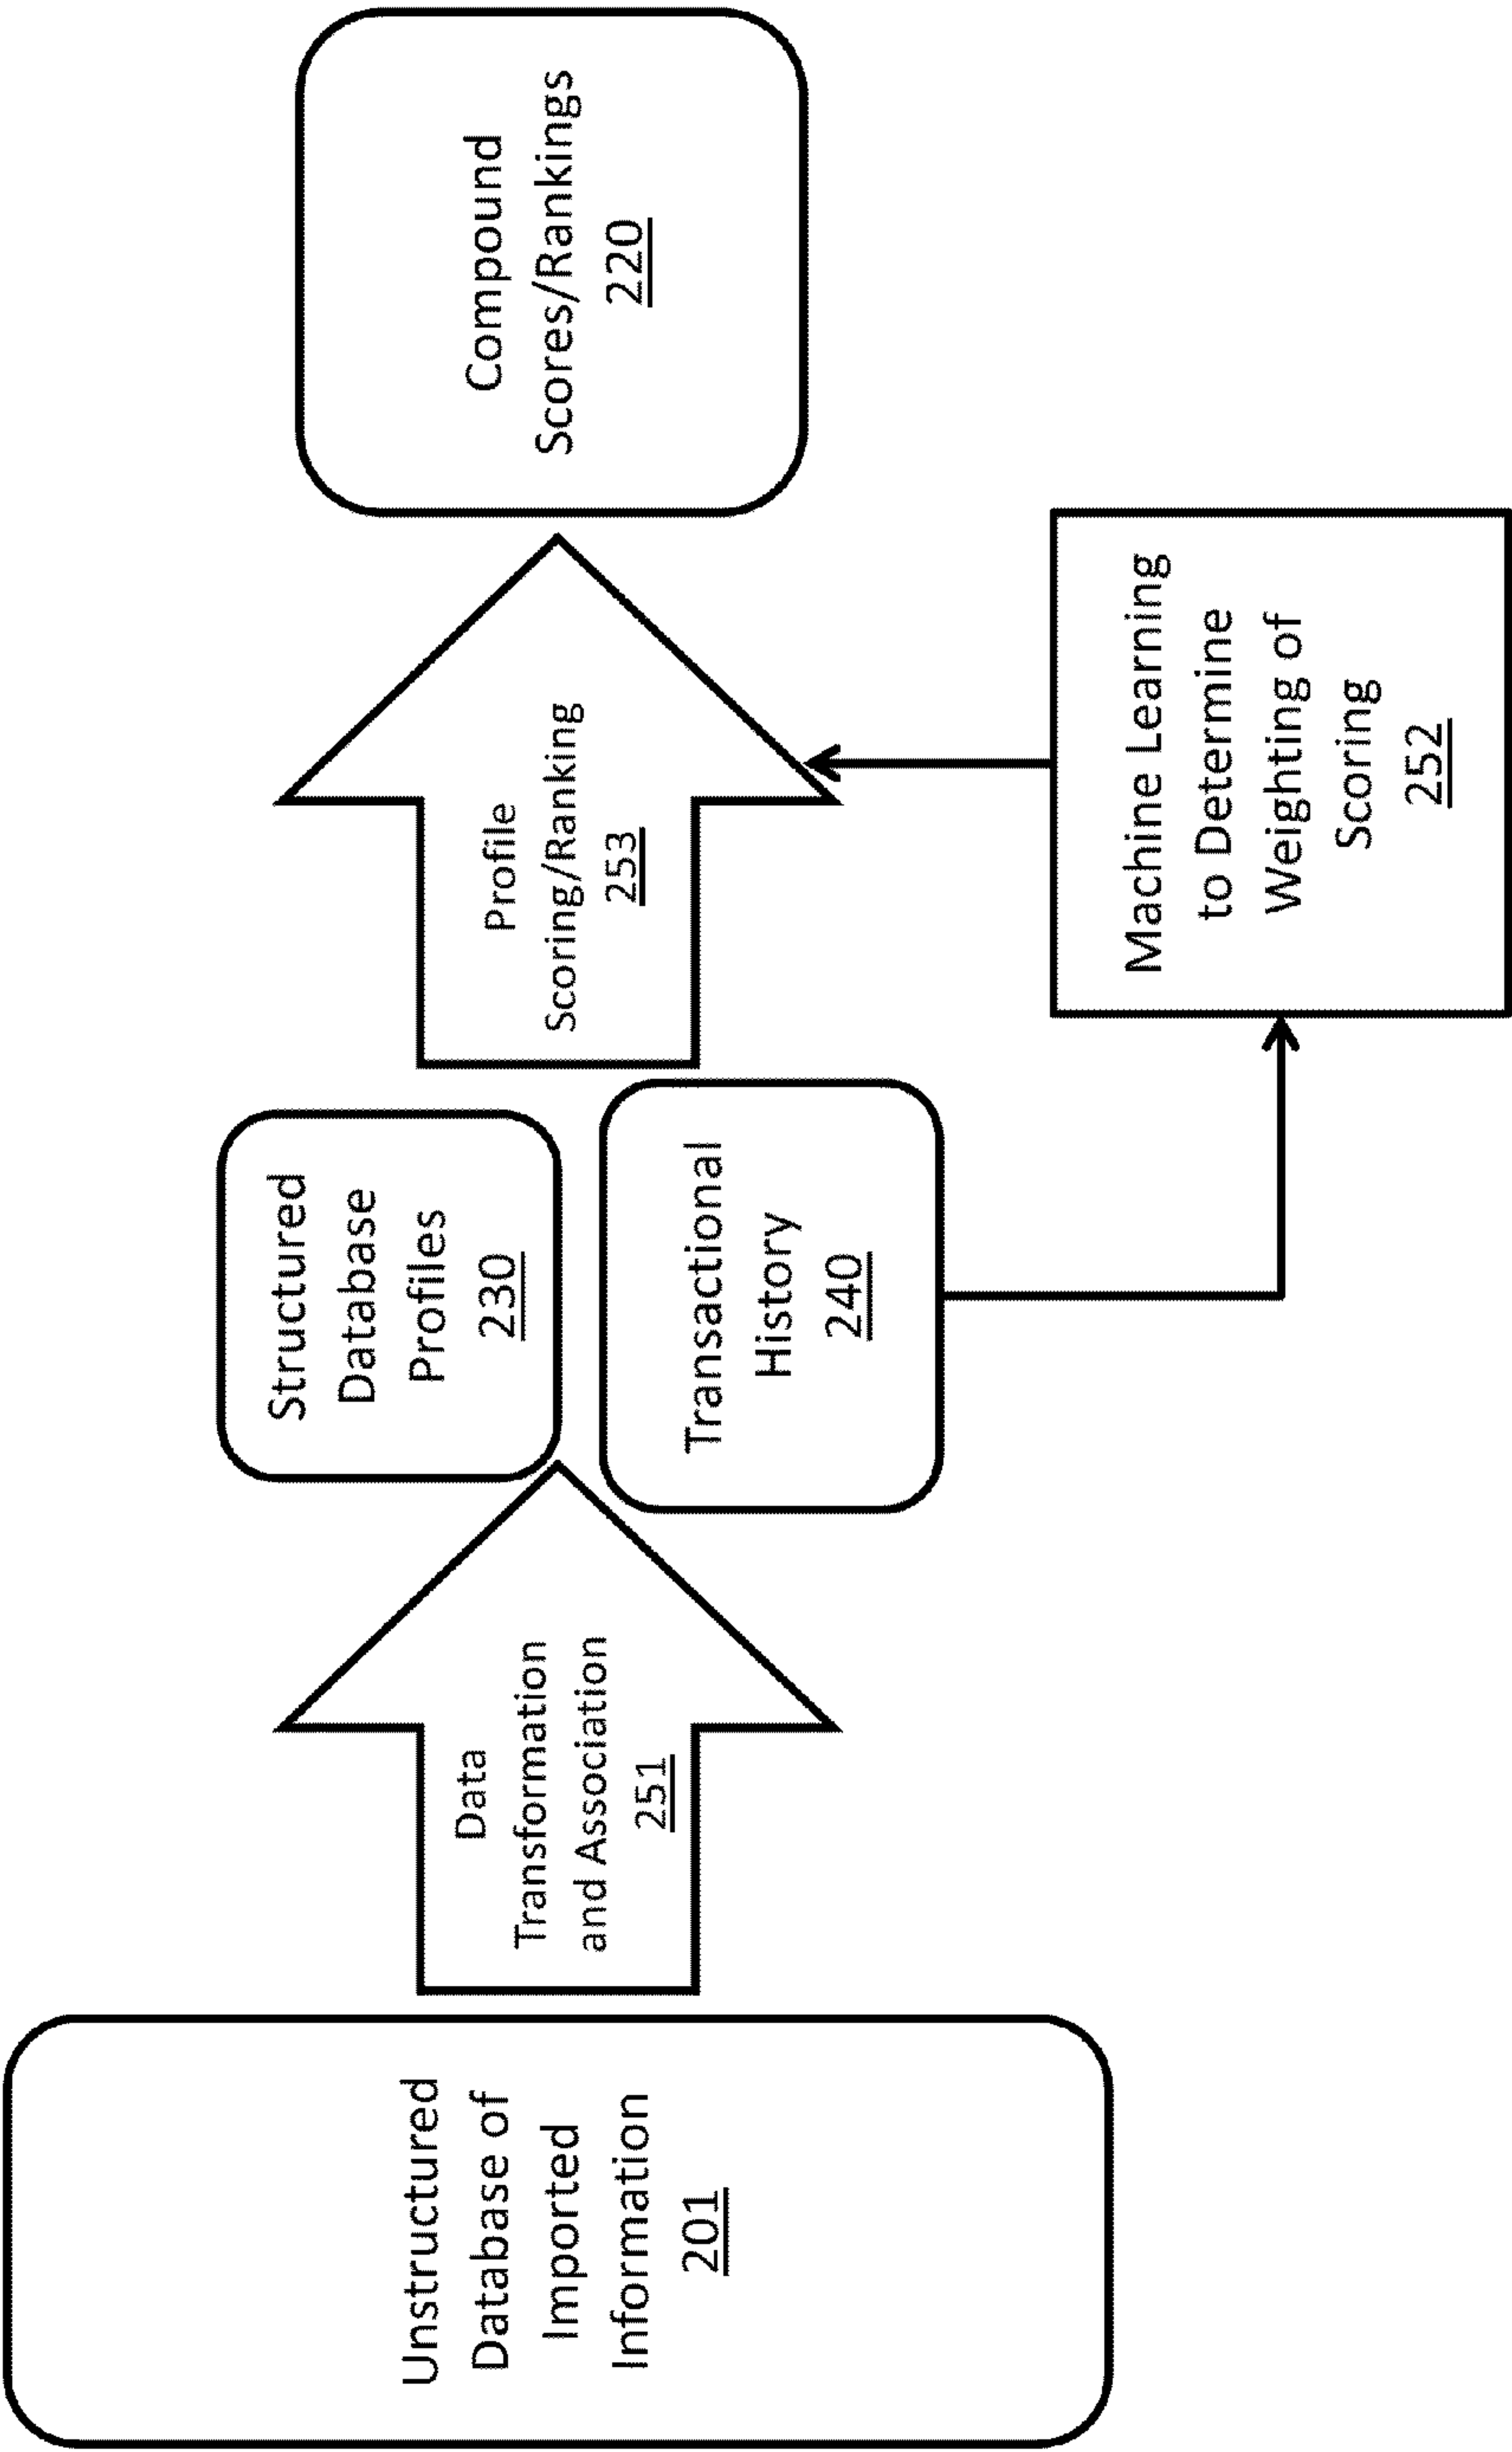 Unstructured
Database of
Imported
Information
201
Data
Transformation
and Association
251
Structured
Database
Profiles
230
Transactional
History
240
Profile
Scoring/Ranking
253
Machine Learning
to Determine
Weighting of
Scoring
252
Compound
Scores/Rankings
220